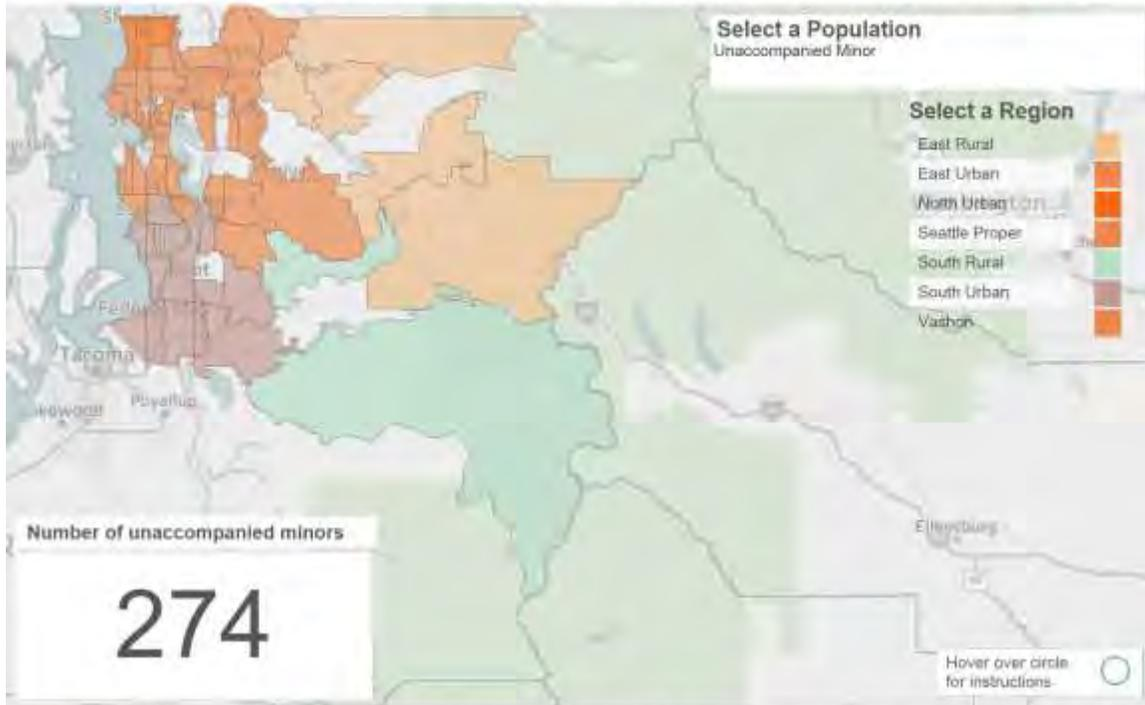 Select a Population
Unaccompanied Minor
Select a Region
East Rural
East Urban
North Urban
Seattle Proper
South Rural
South Urban
Vashon
Tacoma
Puyallup
Ellensburg
Number of unaccompanied minors
274
Hover over circle
for instructions